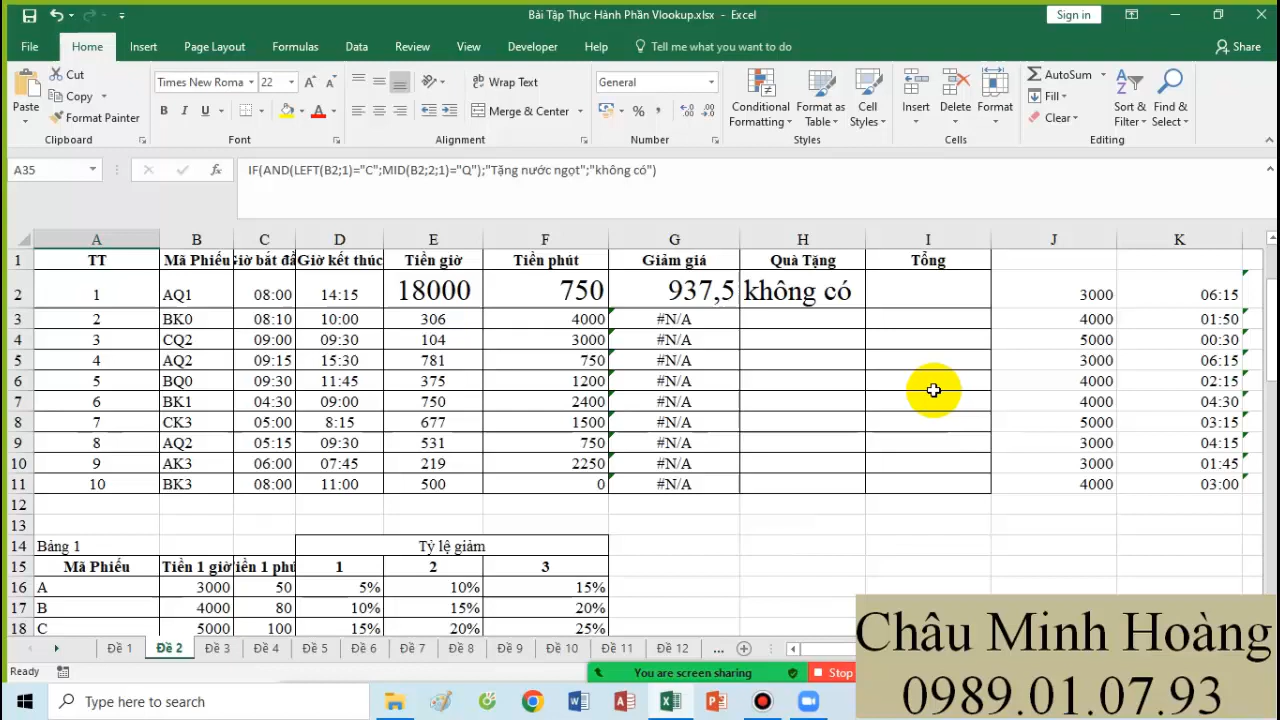 Bài Tập Thực Hành Phần Vlookup.xlsx - Excel
Sign in
File Home Insert Page Layout Formulas Data Review View Developer Help Tell me what you want to do Share
Paste Cut Copy Format Painter
Times New Roma 22
B I U
Wrap Text
Merge & Center
General
%
Conditional Formatting
Format as Table
Cell Styles
Insert Delete Format
AutoSum
Fill
Clear
Sort & Filter
Find & Select
Clipboard Font Alignment Number Styles Cells Editing
A35 fx IF(AND(LEFT(B2;1)="C";MID(B2;2;1)="Q");"Tặng nước ngọt";"không có")
A B C D E F G H I J K
1 TT Mã Phiếu Giờ kết thúc Tiền giờ Tiền phút Giảm giá Quà Tặng Tổng
2 1 AQ1 08:00 14:15 18000 750 937,5 không có 3000 06:15
3 2 BK0 08:10 10:00 306 4000 #N/A 4000 01:50
4 3 CQ2 09:00 09:30 104 3000 #N/A 5000 00:30
5 4 AQ2 09:15 15:30 781 750 #N/A 3000 06:15
6 5 BQ0 09:30 11:45 375 1200 #N/A 4000 02:15
7 6 BK1 04:30 09:00 750 2400 #N/A 4000 04:30
8 7 CK3 05:00 8:15 677 1500 #N/A 5000 03:15
9 8 AQ2 05:15 09:30 531 750 #N/A 3000 04:15
10 9 AK3 06:00 07:45 219 2250 #N/A 3000 01:45
11 10 BK3 08:00 11:00 500 0 #N/A 4000 03:00
12
13
14 Bảng 1 Tỷ lệ giảm
15 Mã Phiếu Tiền 1 giờ 1 2 3
16 A 3000 50 5% 10% 15%
17 B 4000 80 10% 15% 20%
18 C 5000 100 15% 20% 25%
Đề 1 Đề 2 Đề 3 Đề 4 Đề 5 Đề 6 Đề 7 Đề 8 Đề 9 Đề 10 Đề 11 Đề 12 ...
Ready
You are screen sharing Stop
Type here to search
Châu Minh Hoàng
0989.01.07.93